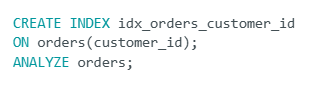 CREATE INDEX idx_orders_customer_id
ON orders(customer_id);
ANALYZE orders;